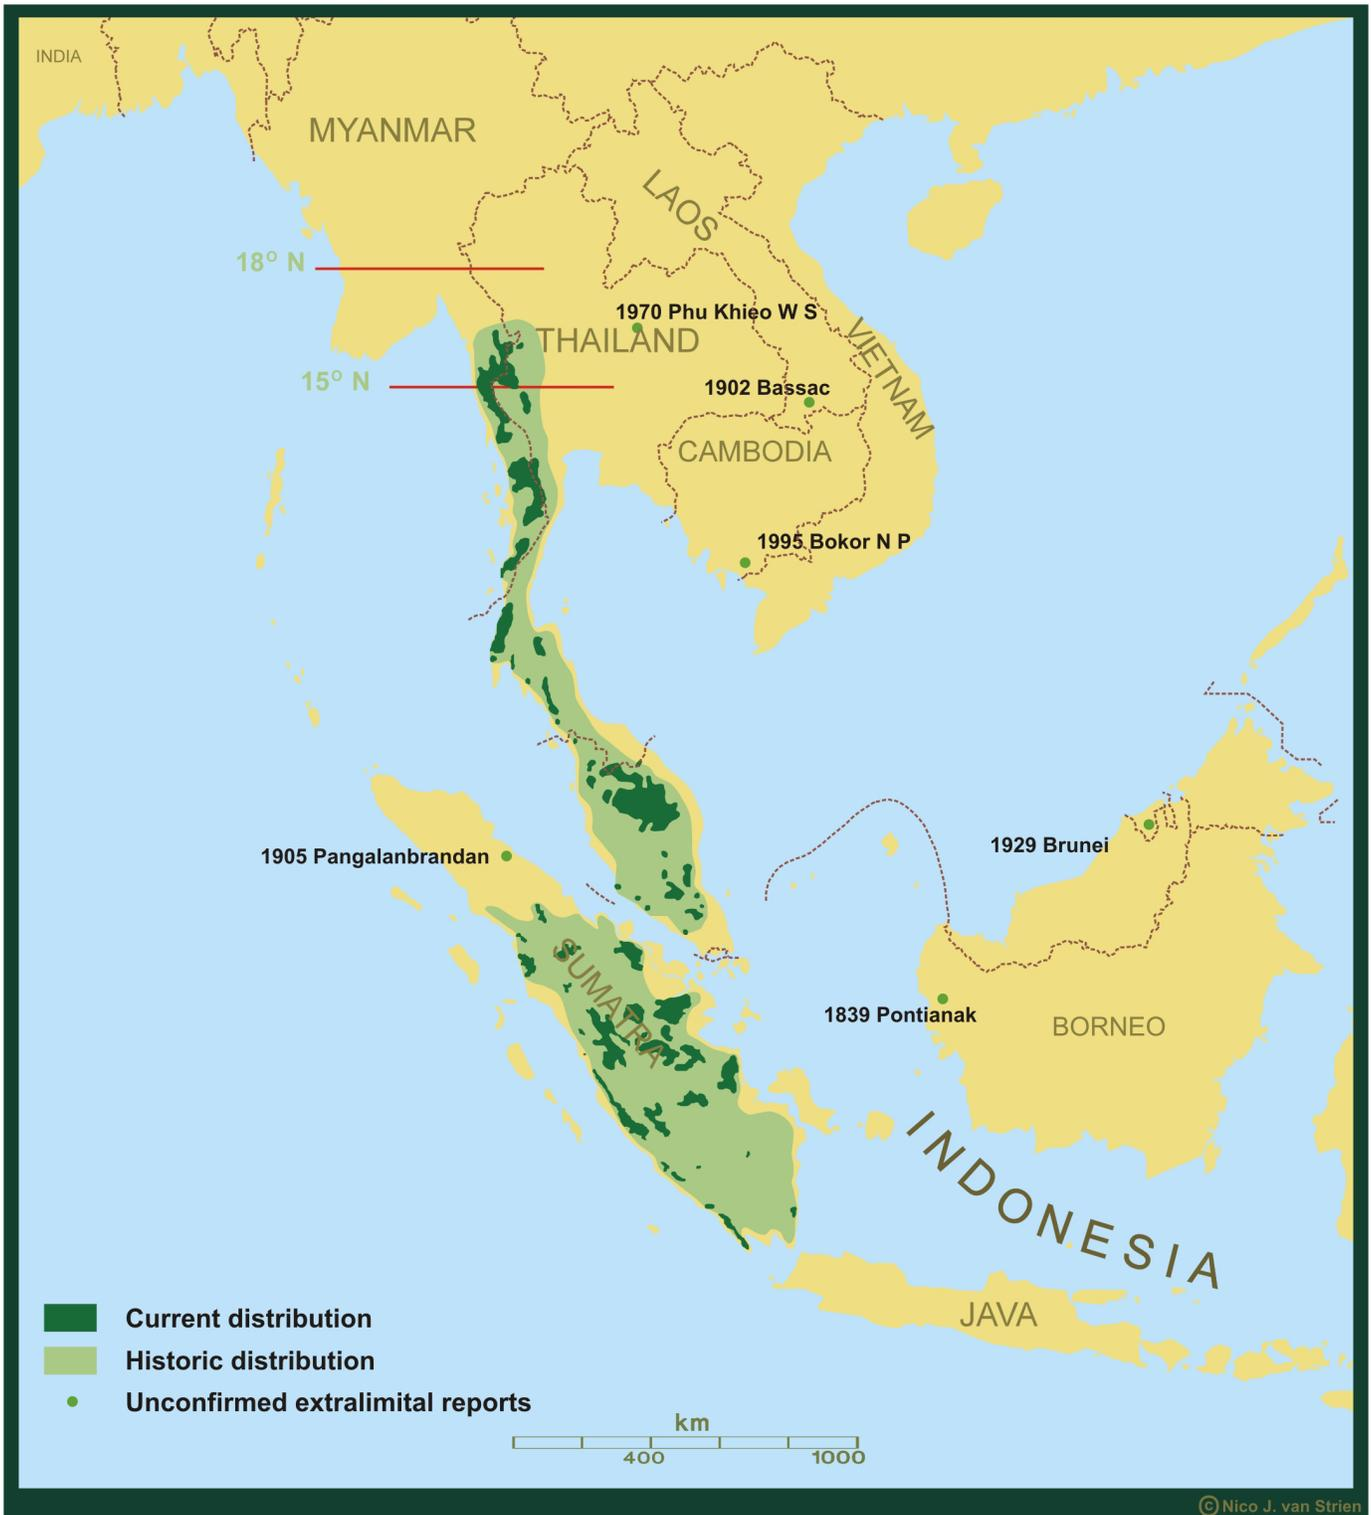 INDIA
MYANMAR
LAOS
18° N
1970 Phu Khieo W S
THAILAND
VIETNAM
15° N
1902 Bassac
CAMBODIA
1995 Bokor N P
1929 Brunei
1905 Pangalanbrandan
SUMATRA
1839 Pontianak
BORNEO
INDONESIA
JAVA
Current distribution
Historic distribution
Unconfirmed extralimital reports
km
400 1000
© Nico J. van Strien